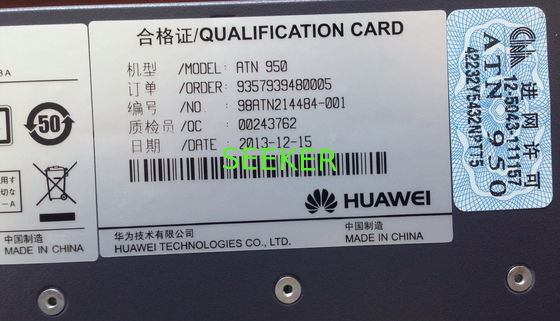 合格证/QUALIFICATION CARD
机型 /MODEL: ATN 950
订单 /ORDER: 9357939480005
编号 /NO. : 98ATN214484-001
质检员/QC : 00243762
日期 /DATE : 2013-12-15
SEEKER
HUAWEI
华为技术有限公司
HUAWEI TECHNOLOGIES CO., LTD.
中国制造
MADE IN CHINA
50
中国制造
MADE IN CHINA
进网许可
12-5043-111157
ATN 950